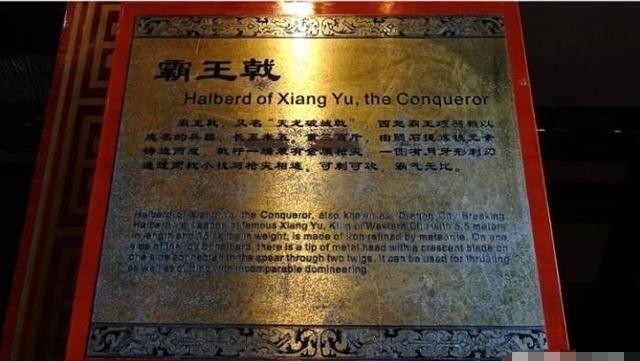 霸王戟
Halberd of Xiang Yu, the Conqueror
霸王戟，又名“天龙破城戟”，西楚霸王项羽赖以
成名的兵器，长五米五，重三百斤，由陨石提炼铁元素
铸造而成，戟杆一端装有金属枪尖，一侧有月牙形利刃
通过两枚小枝与枪尖相连，可刺可砍，霸气无比。
Halberd of Xiang Yu, the Conqueror, also known as "Dragon City Breaking
weapon of famous Xiang Yu, King of Western Chu with 5.5 meters
in length and in weight, is made of iron refined by meteorite. On one
side of the of halberd, there is a tip of metal head with a crescent blade on
one side connected to the spear through two twigs. It can be used for thrusting
as well as cutting with incomparable domineering.